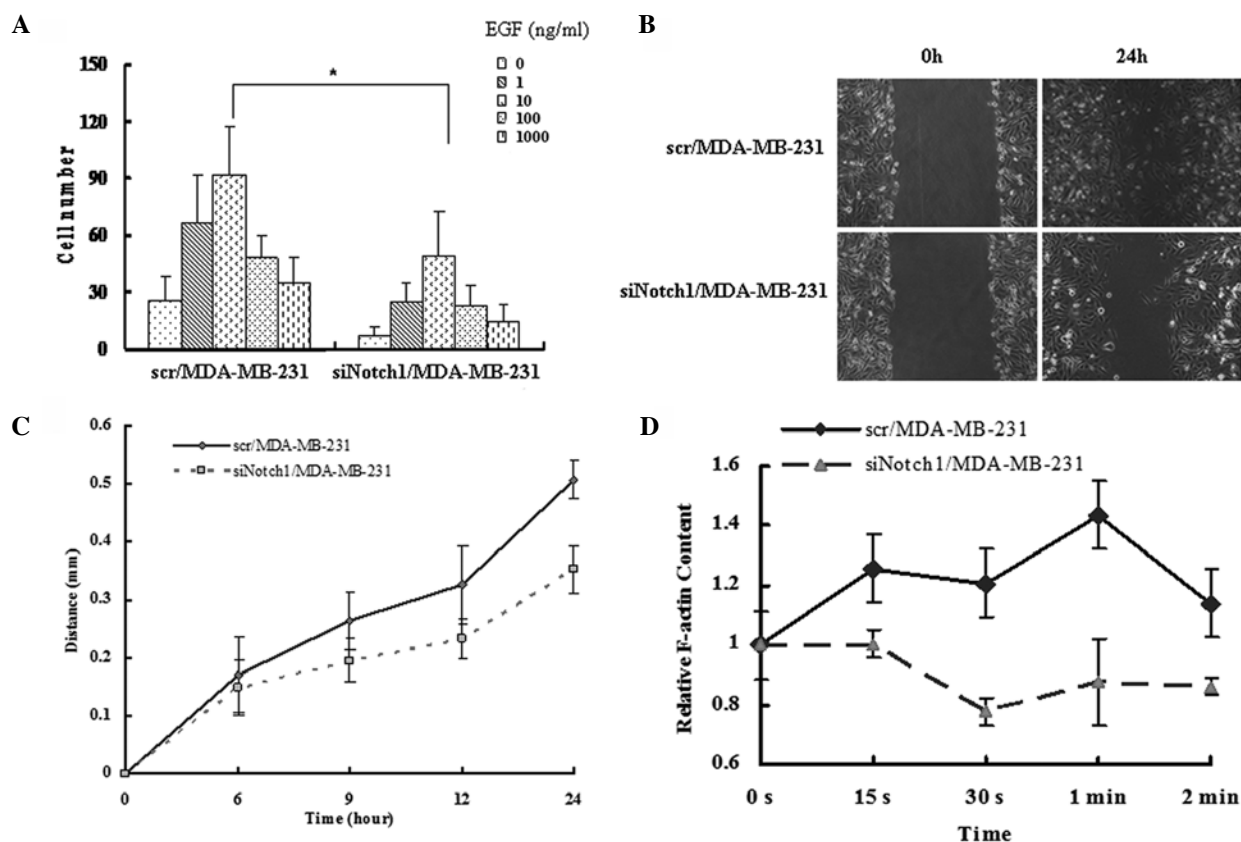 A
EGF (ng/ml)
0
1
10
100
1000
150
120
90
60
30
0
Cell number
*
scr/MDA-MB-231
siNotch1/MDA-MB-231
B
0h
24h
scr/MDA-MB-231
siNotch1/MDA-MB-231
C
0.6
0.5
0.4
0.3
0.2
0.1
0
Distance (mm)
scr/MDA-MB-231
siNotch1/MDA-MB-231
0
6
9
12
24
Time (hour)
D
scr/MDA-MB-231
siNotch1/MDA-MB-231
1.6
1.4
1.2
1
0.8
0.6
Relative F-actin Content
0 s
15 s
30 s
1 min
2 min
Time